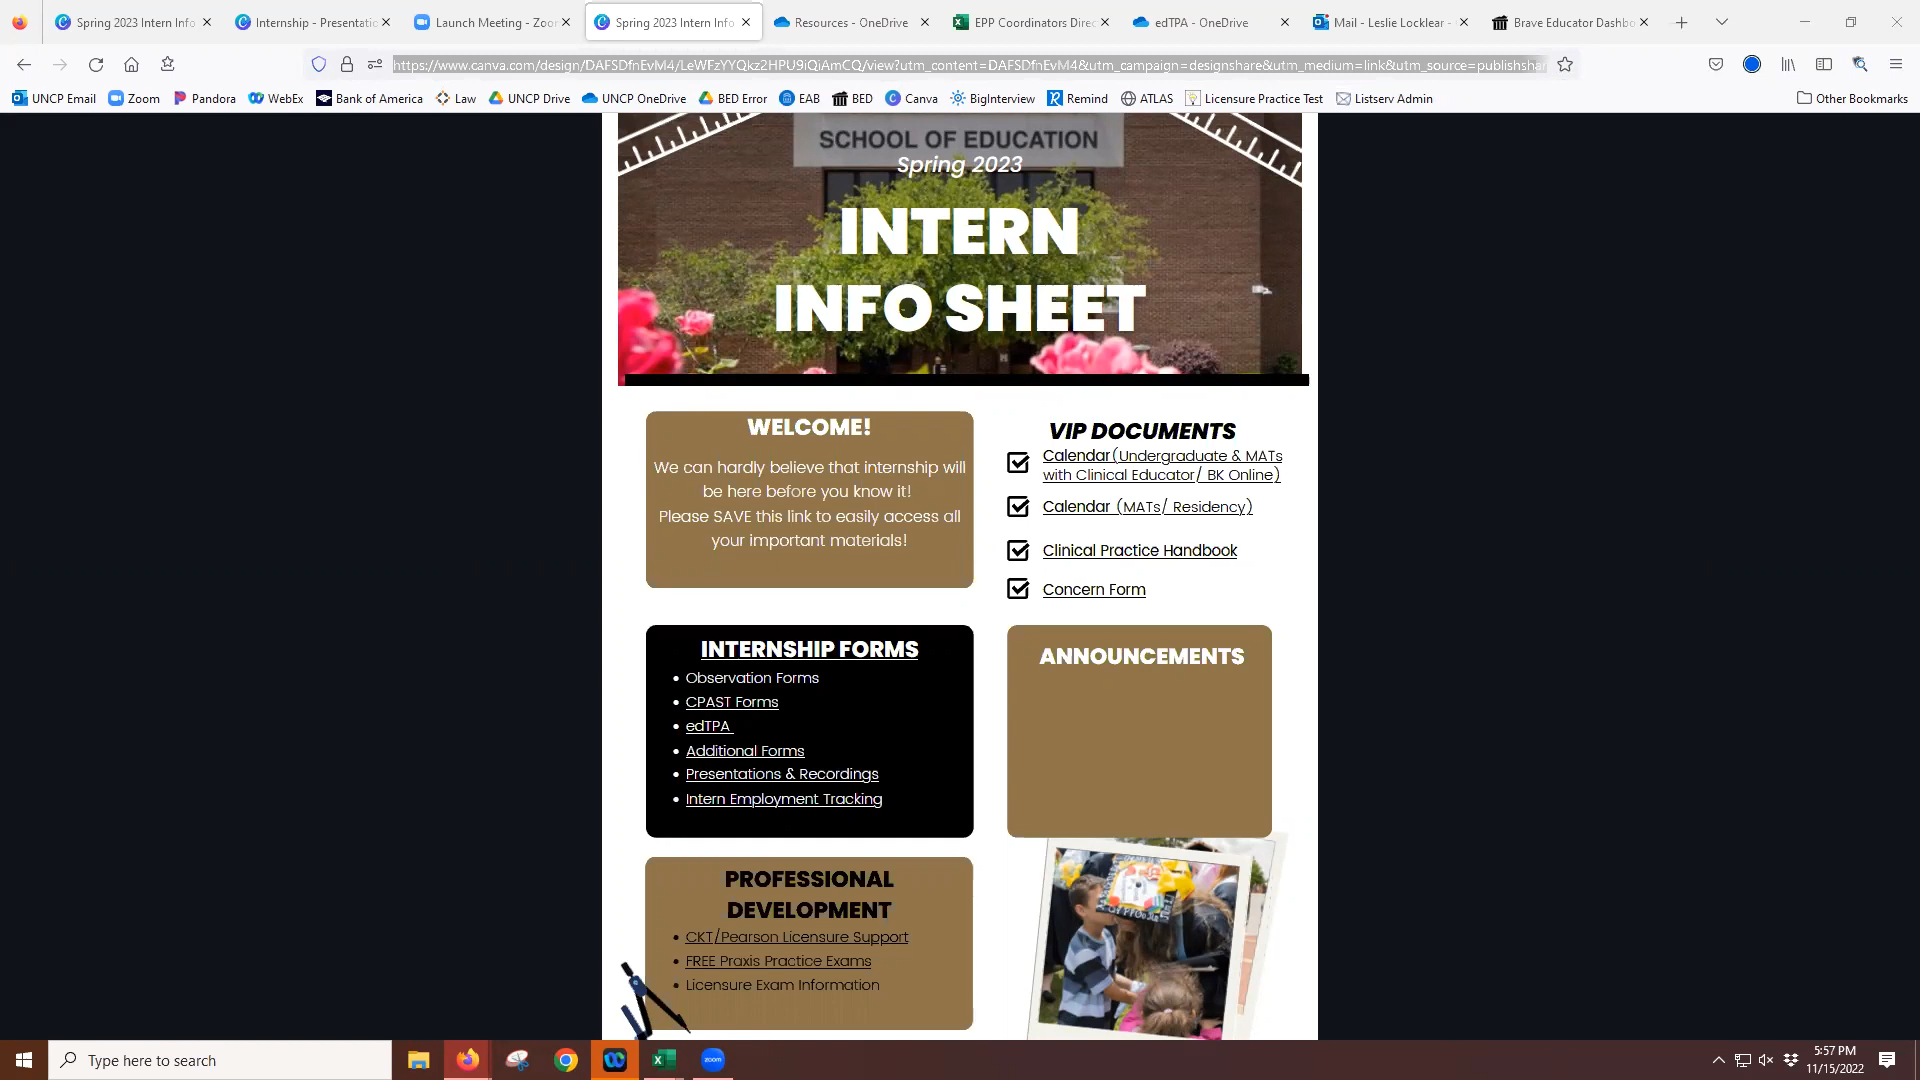 Spring 2023 Intern Info
Internship - Presentatic
Launch Meeting - Zoor
Spring 2023 Intern Info
Resources - OneDrive
EPP Coordinators Direc
edTPA - OneDrive
Mail - Leslie Locklear -
Brave Educator Dashbo
https://www.canva.com/design/DAFSDfnEvM4/LeWFzYYQkz2HPU9iQiAmCQ/view?utm_content=DAFSDfnEvM4&utm_campaign=designshare&utm_medium=link&utm_source=publishshar
UNCP Email
Zoom
Pandora
WebEx
Bank of America
Law
UNCP Drive
UNCP OneDrive
BED Error
EAB
BED
Canva
BigInterview
Remind
ATLAS
Licensure Practice Test
Listserv Admin
Other Bookmarks
SCHOOL OF EDUCATION
Spring 2023
INTERN
INFO SHEET
WELCOME!
We can hardly believe that internship will
be here before you know it!
Please SAVE this link to easily access all
your important materials!
VIP DOCUMENTS
Calendar(Undergraduate & MATs
with Clinical Educator/ BK Online)
Calendar (MATs/ Residency)
Clinical Practice Handbook
Concern Form
INTERNSHIP FORMS
• Observation Forms
• CPAST Forms
• edTPA
• Additional Forms
• Presentations & Recordings
• Intern Employment Tracking
ANNOUNCEMENTS
PROFESSIONAL
DEVELOPMENT
• CKT/Pearson Licensure Support
• FREE Praxis Practice Exams
• Licensure Exam Information
Type here to search
zoom
5:57 PM
11/15/2022